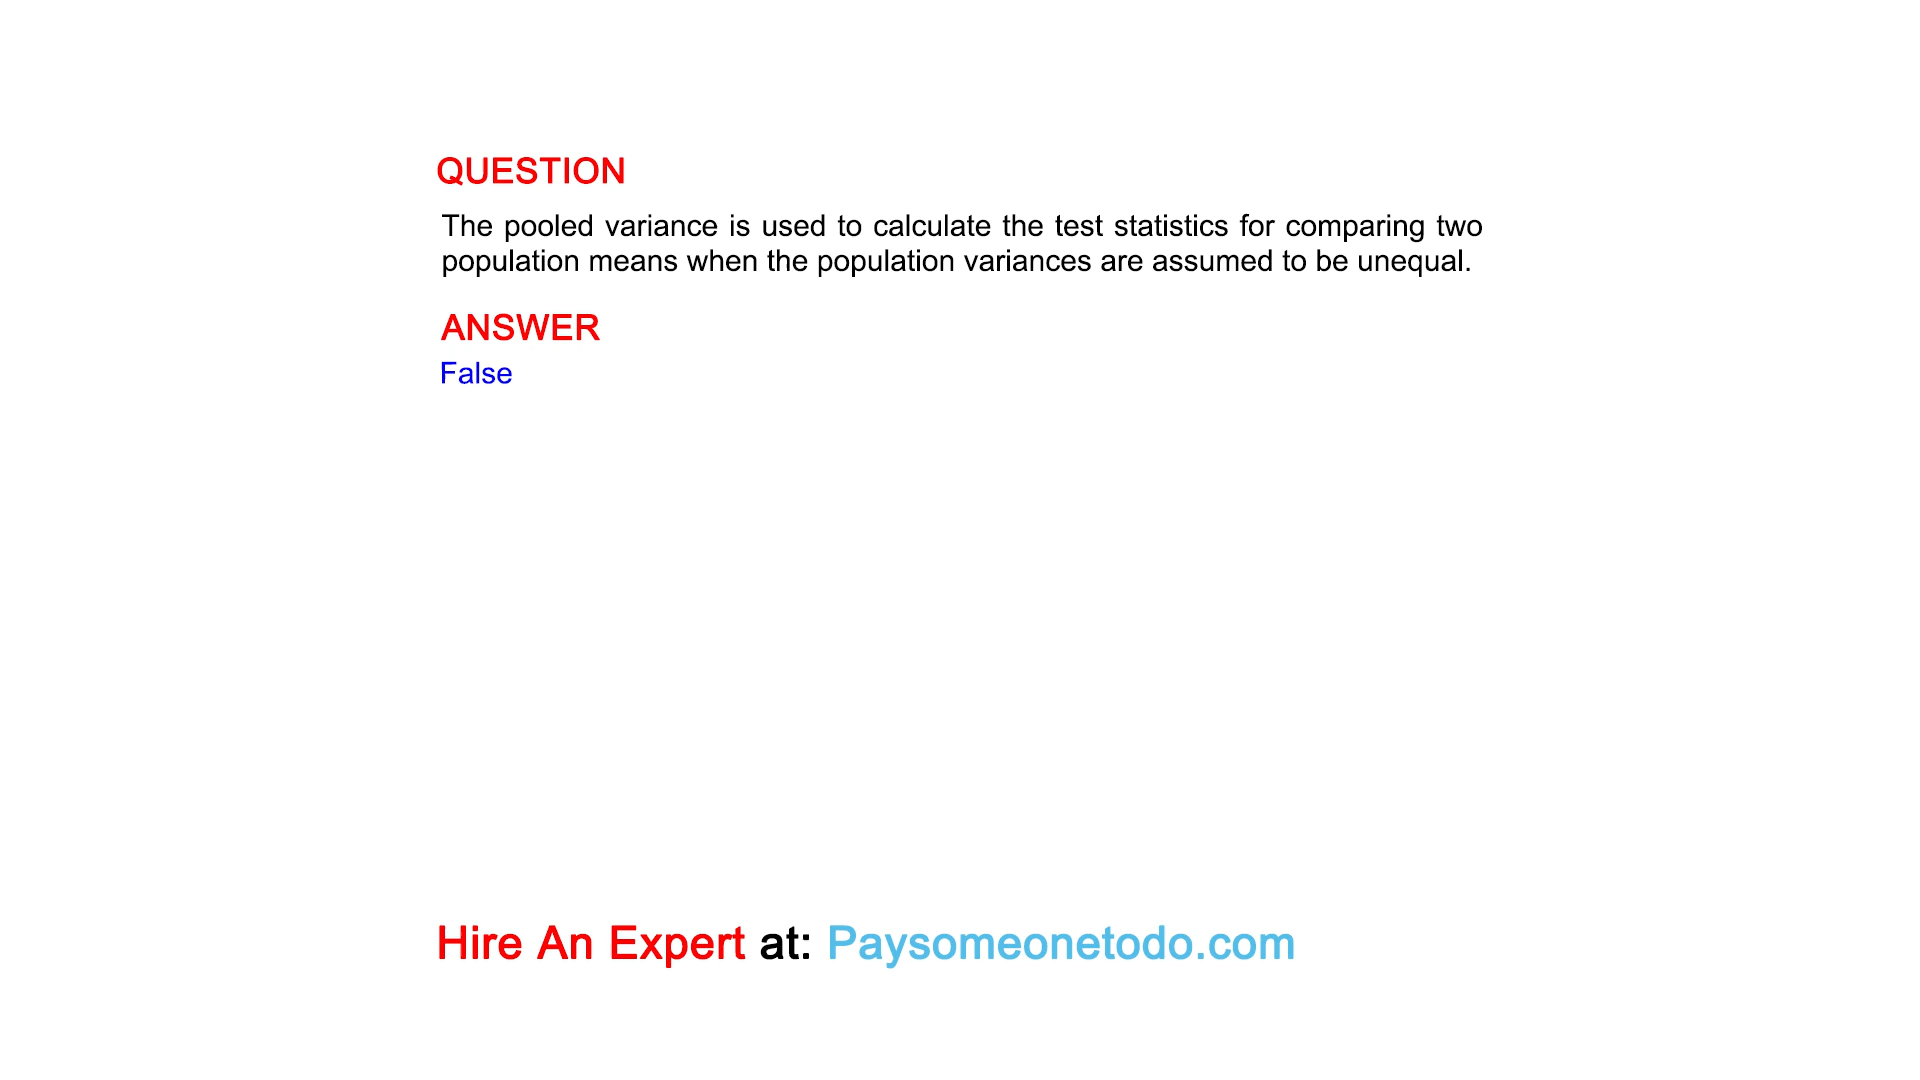 QUESTION
The pooled variance is used to calculate the test statistics for comparing two
population means when the population variances are assumed to be unequal.
ANSWER
False
Hire An Expert at: Paysomeonetodo.com